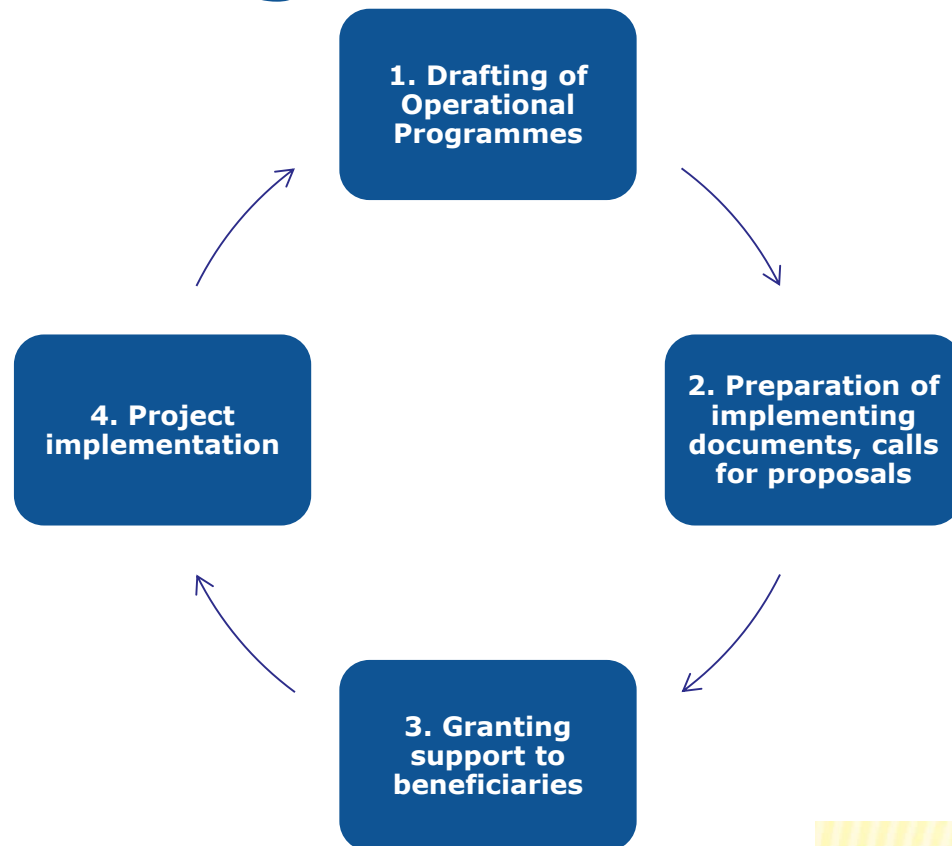 1. Drafting of
Operational
Programmes
2. Preparation of
implementing
documents, calls
for proposals
3. Granting
support to
beneficiaries
4. Project
implementation